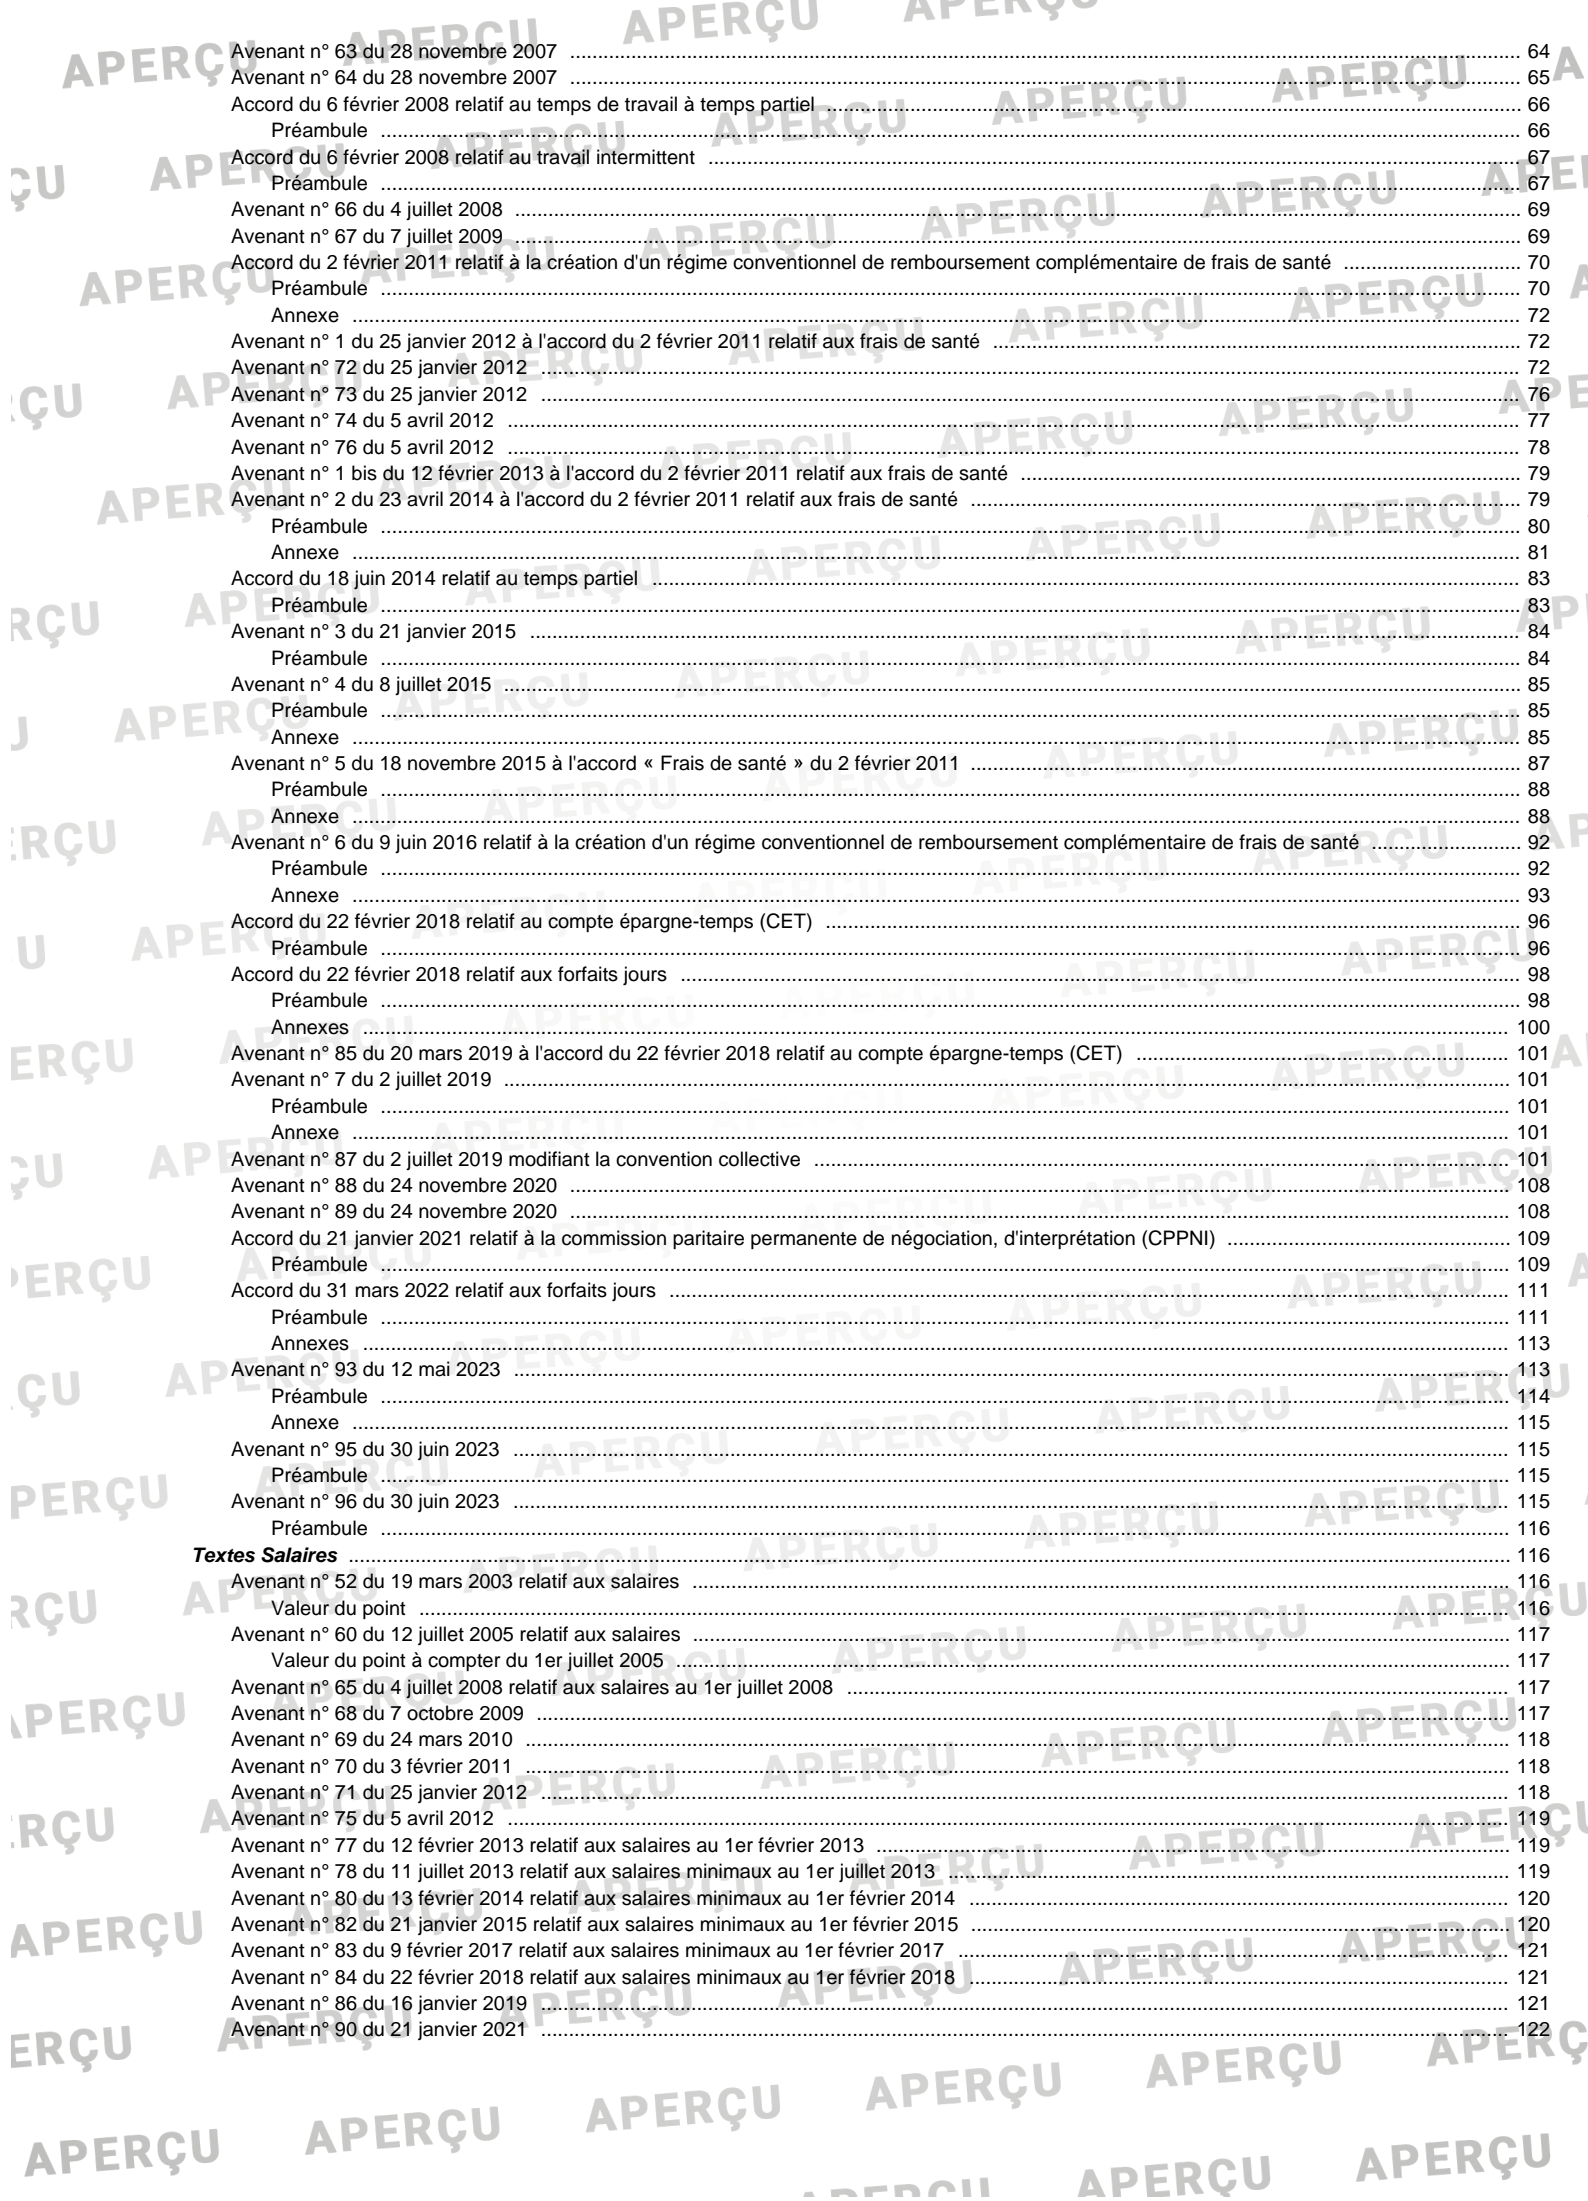 Avenant n° 63 du 28 novembre 2007 64
Avenant n° 64 du 28 novembre 2007 65
Accord du 6 février 2008 relatif au temps de travail à temps partiel 66
Préambule 66
Accord du 6 février 2008 relatif au travail intermittent 67
Préambule 67
Avenant n° 66 du 4 juillet 2008 69
Avenant n° 67 du 7 juillet 2009 69
Accord du 2 février 2011 relatif à la création d'un régime conventionnel de remboursement complémentaire de frais de santé 70
Préambule 70
Annexe 72
Avenant n° 1 du 25 janvier 2012 à l'accord du 2 février 2011 relatif aux frais de santé 72
Avenant n° 72 du 25 janvier 2012 72
Avenant n° 73 du 25 janvier 2012 76
Avenant n° 74 du 5 avril 2012 77
Avenant n° 76 du 5 avril 2012 78
Avenant n° 1 bis du 12 février 2013 à l'accord du 2 février 2011 relatif aux frais de santé 79
Avenant n° 2 du 23 avril 2014 à l'accord du 2 février 2011 relatif aux frais de santé 79
Préambule 80
Annexe 81
Accord du 18 juin 2014 relatif au temps partiel 83
Préambule 83
Avenant n° 3 du 21 janvier 2015 84
Préambule 84
Avenant n° 4 du 8 juillet 2015 85
Préambule 85
Annexe 85
Avenant n° 5 du 18 novembre 2015 à l'accord « Frais de santé » du 2 février 2011 87
Préambule 88
Annexe 88
Avenant n° 6 du 9 juin 2016 relatif à la création d'un régime conventionnel de remboursement complémentaire de frais de santé 92
Préambule 92
Annexe 93
Accord du 22 février 2018 relatif au compte épargne-temps (CET) 96
Préambule 96
Accord du 22 février 2018 relatif aux forfaits jours 98
Préambule 98
Annexes 100
Avenant n° 85 du 20 mars 2019 à l'accord du 22 février 2018 relatif au compte épargne-temps (CET) 101
Avenant n° 7 du 2 juillet 2019 101
Préambule 101
Annexe 101
Avenant n° 87 du 2 juillet 2019 modifiant la convention collective 101
Avenant n° 88 du 24 novembre 2020 108
Avenant n° 89 du 24 novembre 2020 108
Accord du 21 janvier 2021 relatif à la commission paritaire permanente de négociation, d'interprétation (CPPNI) 109
Préambule 109
Accord du 31 mars 2022 relatif aux forfaits jours 111
Préambule 111
Annexes 113
Avenant n° 93 du 12 mai 2023 113
Préambule 114
Annexe 115
Avenant n° 95 du 30 juin 2023 115
Préambule 115
Avenant n° 96 du 30 juin 2023 115
Préambule 116
Textes Salaires 116
Avenant n° 52 du 19 mars 2003 relatif aux salaires 116
Valeur du point 116
Avenant n° 60 du 12 juillet 2005 relatif aux salaires 117
Valeur du point à compter du 1er juillet 2005 117
Avenant n° 65 du 4 juillet 2008 relatif aux salaires au 1er juillet 2008 117
Avenant n° 68 du 7 octobre 2009 117
Avenant n° 69 du 24 mars 2010 118
Avenant n° 70 du 3 février 2011 118
Avenant n° 71 du 25 janvier 2012 118
Avenant n° 75 du 5 avril 2012 119
Avenant n° 77 du 12 février 2013 relatif aux salaires au 1er février 2013 119
Avenant n° 78 du 11 juillet 2013 relatif aux salaires minimaux au 1er juillet 2013 119
Avenant n° 80 du 13 février 2014 relatif aux salaires minimaux au 1er février 2014 120
Avenant n° 82 du 21 janvier 2015 relatif aux salaires minimaux au 1er février 2015 120
Avenant n° 83 du 9 février 2017 relatif aux salaires minimaux au 1er février 2017 121
Avenant n° 84 du 22 février 2018 relatif aux salaires minimaux au 1er février 2018 121
Avenant n° 86 du 16 janvier 2019 121
Avenant n° 90 du 21 janvier 2021 122
APERÇU